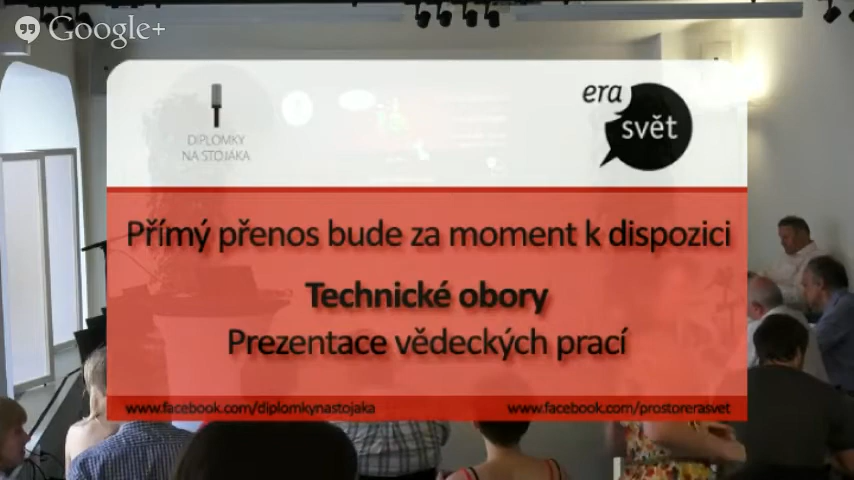 Google+
DIPLOMKY
NA STOJÁKA
era
svět
Přímý přenos bude za moment k dispozici
Technické obory
Prezentace vědeckých prací
www.facebook.com/diplomkynastojaka
www.facebook.com/prostorerasvet